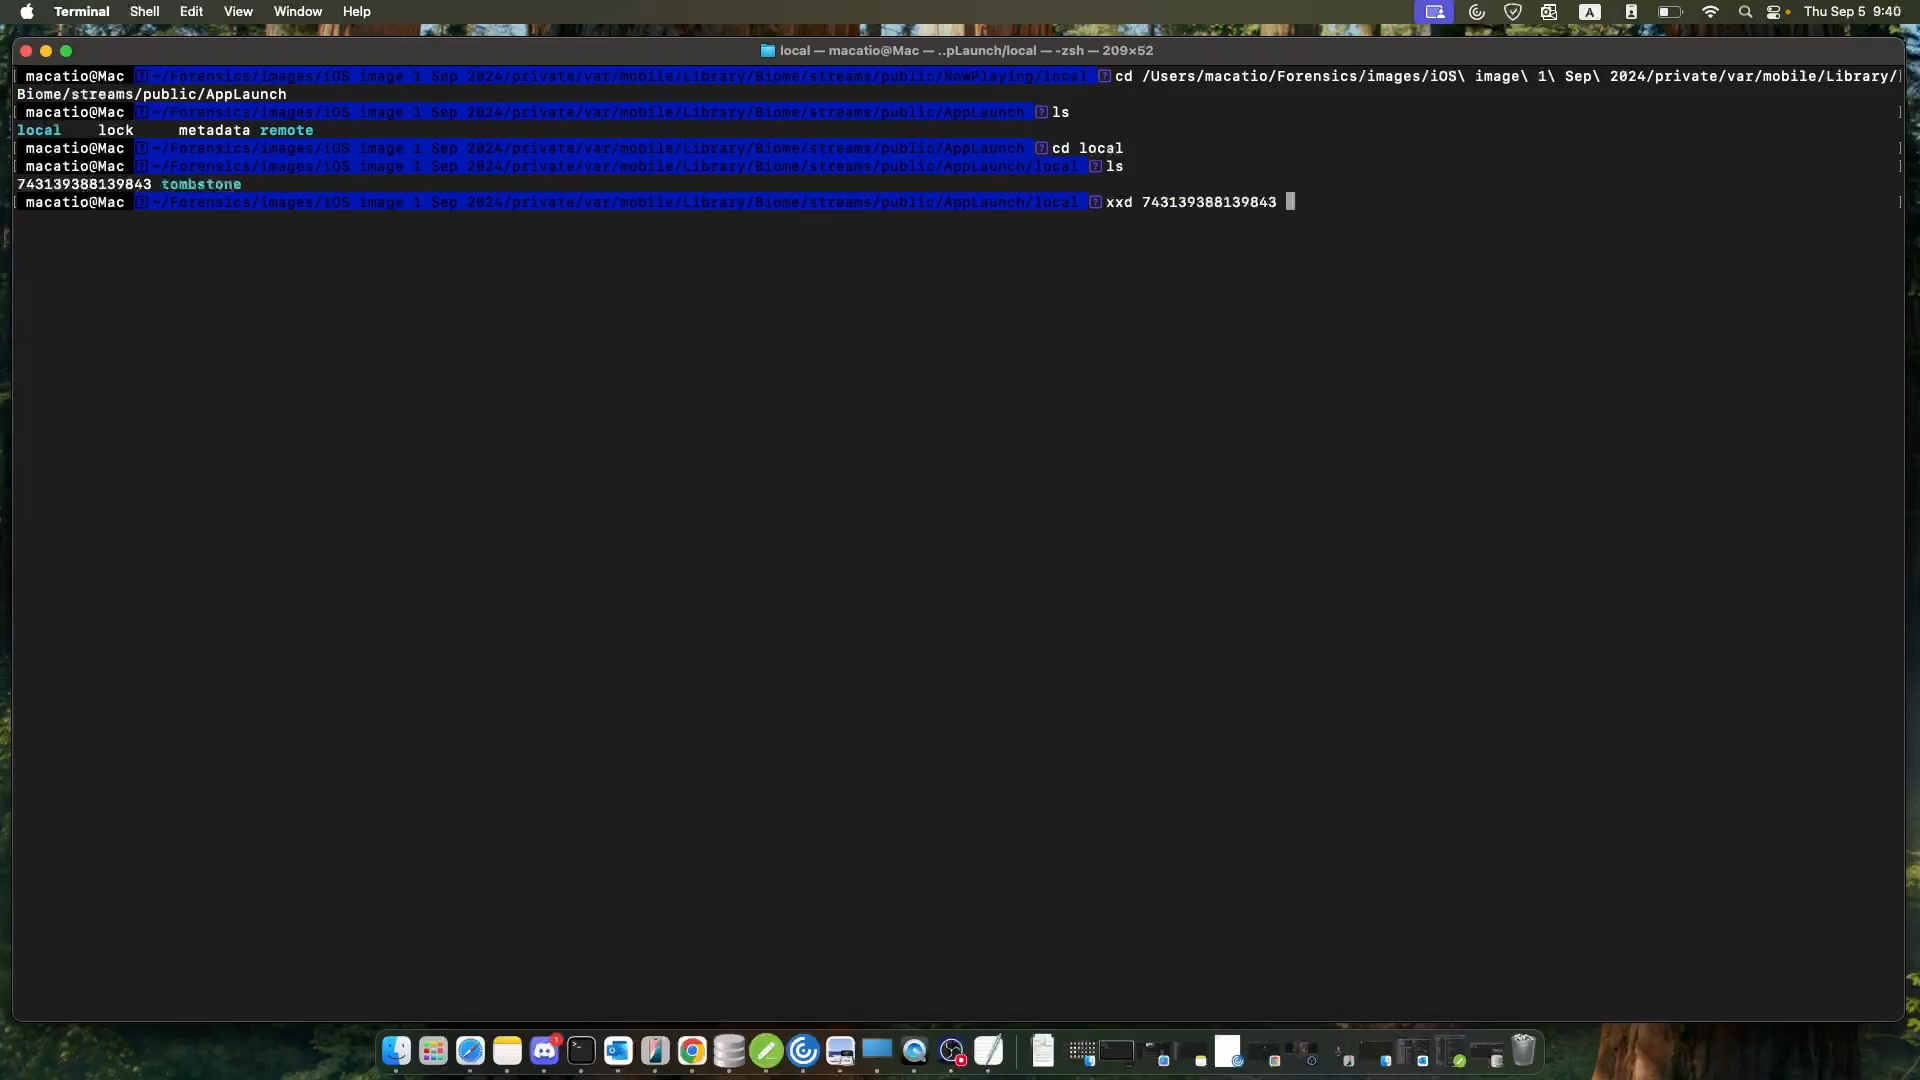 Terminal Shell Edit View Window Help A Thu Sep 5 9:40
local — macatio@Mac — ..pLaunch/local — -zsh — 209×52
[ macatio@Mac ~/Forensics/images/iOS image 1 Sep 2024/private/var/mobile/Library/Biome/streams/public/NowPlaying/local cd /Users/macatio/Forensics/images/iOS\ image\ 1\ Sep\ 2024/private/var/mobile/Library/]
Biome/streams/public/AppLaunch
[ macatio@Mac ~/Forensics/images/iOS image 1 Sep 2024/private/var/mobile/Library/Biome/streams/public/AppLaunch ls ]
local lock metadata remote
[ macatio@Mac ~/Forensics/images/iOS image 1 Sep 2024/private/var/mobile/Library/Biome/streams/public/AppLaunch cd local ]
[ macatio@Mac ~/Forensics/images/iOS image 1 Sep 2024/private/var/mobile/Library/Biome/streams/public/AppLaunch/local ls ]
743139388139843 tombstone
[ macatio@Mac ~/Forensics/images/iOS image 1 Sep 2024/private/var/mobile/Library/Biome/streams/public/AppLaunch/local xxd 743139388139843 ]